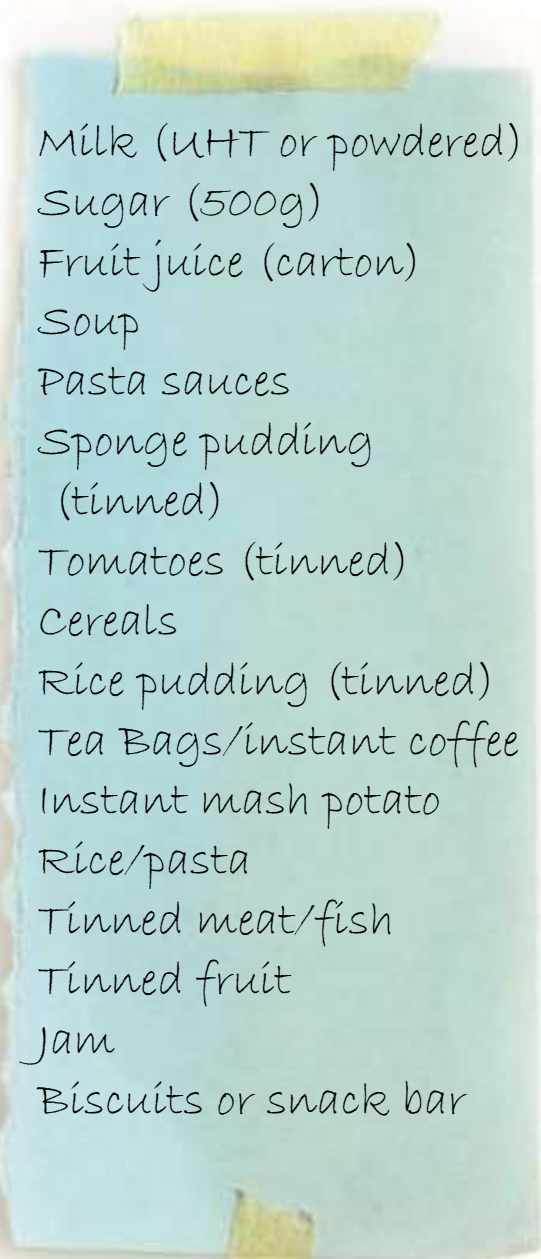 Milk (UHT or powdered)
Sugar (500g)
Fruit juice (carton)
Soup
Pasta sauces
Sponge pudding
(tinned)
Tomatoes (tinned)
Cereals
Rice pudding (tinned)
Tea Bags/instant coffee
Instant mash potato
Rice/pasta
Tinned meat/fish
Tinned fruit
Jam
Biscuits or snack bar